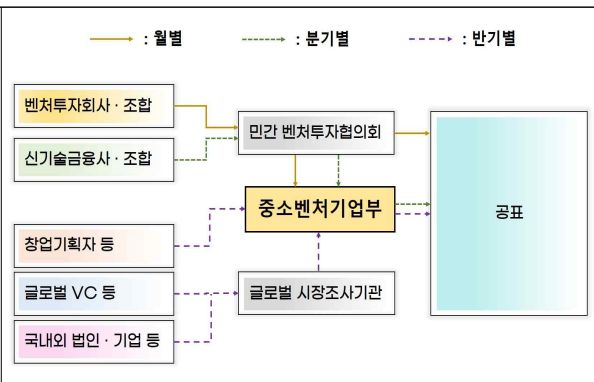 : 월별
: 분기별
: 반기별
벤처투자회사 · 조합
신기술금융사 · 조합
민간 벤처투자협의회
중소벤처기업부
공표
창업기획자 등
글로벌 VC 등
글로벌 시장조사기관
국내외 법인 · 기업 등